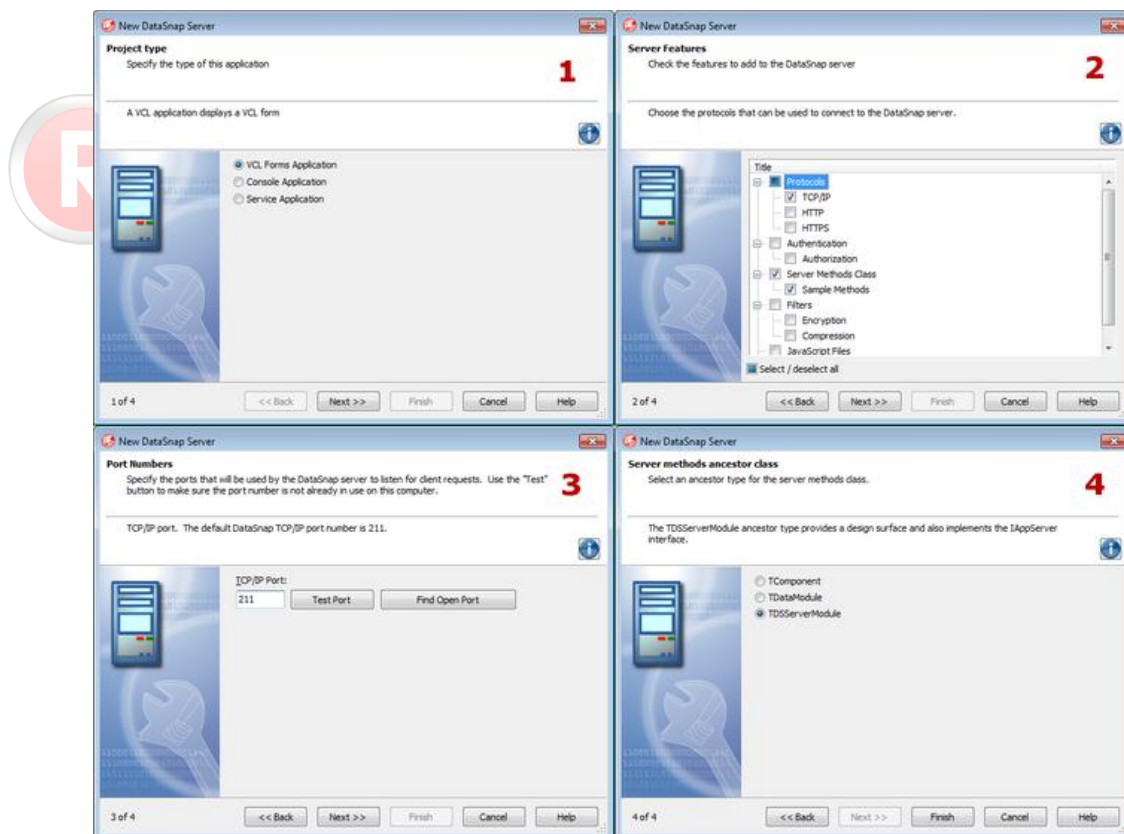 New DataSnap Server
Project type
Specify the type of this application
1
A VCL application displays a VCL form
VCL Forms Application
Console Application
Service Application
1 of 4
<< Back
Next >>
Finish
Cancel
Help
New DataSnap Server
Server Features
Check the features to add to the DataSnap server
2
Choose the protocols that can be used to connect to the DataSnap server.
Title
Protocols
TCP/IP
HTTP
HTTPS
Authentication
Authorization
Server Methods Class
Sample Methods
Filters
Encryption
Compression
JavaScript Files
Select / deselect all
2 of 4
<< Back
Next >>
Finish
Cancel
Help
New DataSnap Server
Port Numbers
Specify the ports that will be used by the DataSnap server to listen for client requests. Use the "Test"
button to make sure the port number is not already in use on this computer.
3
TCP/IP port. The default DataSnap TCP/IP port number is 211.
TCP/IP Port:
211
Test Port
Find Open Port
3 of 4
<< Back
Next >>
Finish
Cancel
Help
New DataSnap Server
Server methods ancestor class
Select an ancestor type for the server methods class.
4
The TDSServerModule ancestor type provides a design surface and also implements the IAppServer
interface.
TComponent
TDataModule
TDSServerModule
4 of 4
<< Back
Next >>
Finish
Cancel
Help